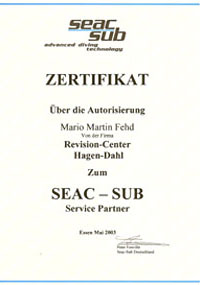 seac
sub
advanced diving
technology
ZERTIFIKAT
Über die Autorisierung
Mario Martin Fehd
Von der Firma
Revision-Center
Hagen-Dahl
Zum
SEAC – SUB
Service Partner
Essen Mai 2003
Seac Sub Deutschland